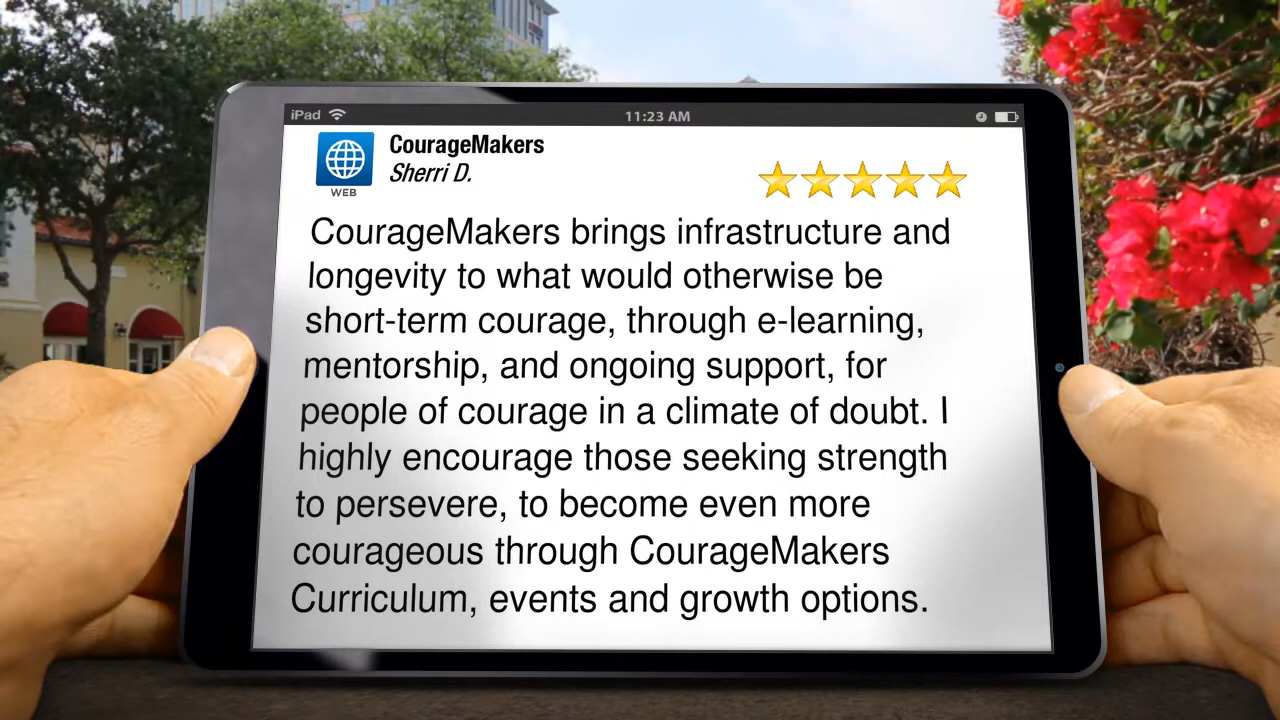 iPad
11:23 AM
CourageMakers
Sherri D.
WEB
CourageMakers brings infrastructure and
longevity to what would otherwise be
short-term courage, through e-learning,
mentorship, and ongoing support, for
people of courage in a climate of doubt. I
highly encourage those seeking strength
to persevere, to become even more
courageous through CourageMakers
Curriculum, events and growth options.